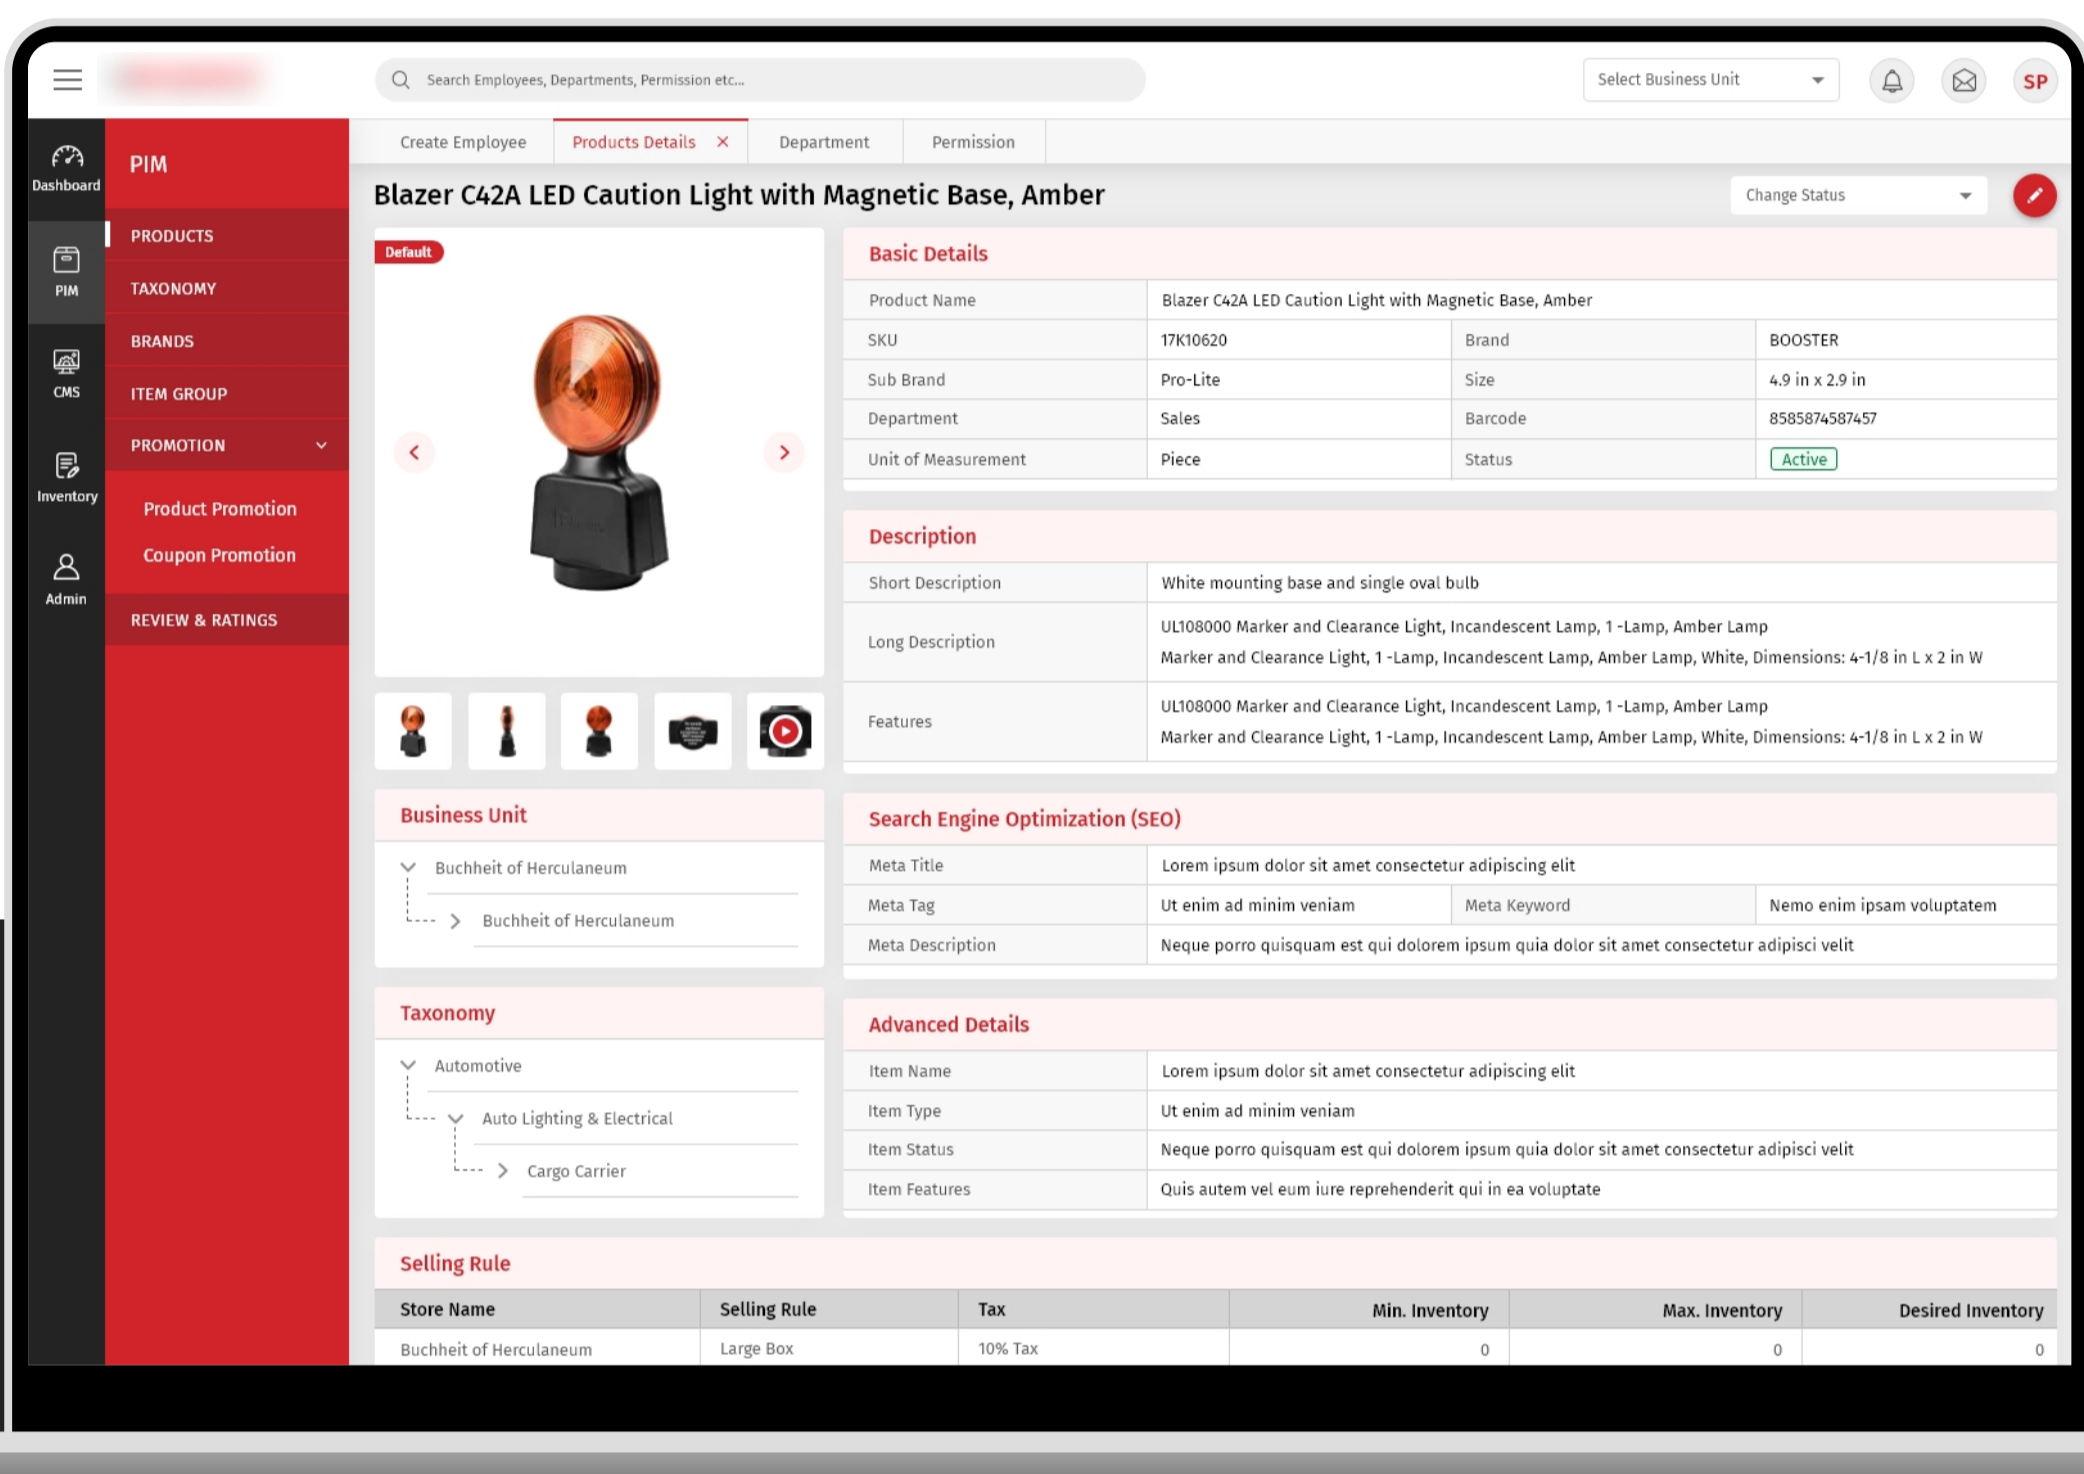 Search Employees, Departments, Permission etc...
Select Business Unit
SP
Dashboard
PIM
CMS
Inventory
Admin
PIM
PRODUCTS
TAXONOMY
BRANDS
ITEM GROUP
PROMOTION
Product Promotion
Coupon Promotion
REVIEW & RATINGS
Create Employee
Products Details
Department
Permission
Blazer C42A LED Caution Light with Magnetic Base, Amber
Change Status
Default
Business Unit
Buchheit of Herculaneum
Buchheit of Herculaneum
Taxonomy
Automotive
Auto Lighting & Electrical
Cargo Carrier
Basic Details
Product Name Blazer C42A LED Caution Light with Magnetic Base, Amber
SKU 17K10620 Brand BOOSTER
Sub Brand Pro-Lite Size 4.9 in x 2.9 in
Department Sales Barcode 8585874587457
Unit of Measurement Piece Status Active
Description
Short Description White mounting base and single oval bulb
Long Description
UL108000 Marker and Clearance Light, Incandescent Lamp, 1 -Lamp, Amber Lamp
Marker and Clearance Light, 1 -Lamp, Incandescent Lamp, Amber Lamp, White, Dimensions: 4-1/8 in L x 2 in W
Features
UL108000 Marker and Clearance Light, Incandescent Lamp, 1 -Lamp, Amber Lamp
Marker and Clearance Light, 1 -Lamp, Incandescent Lamp, Amber Lamp, White, Dimensions: 4-1/8 in L x 2 in W
Search Engine Optimization (SEO)
Meta Title Lorem ipsum dolor sit amet consectetur adipiscing elit
Meta Tag Ut enim ad minim veniam Meta Keyword Nemo enim ipsam voluptatem
Meta Description Neque porro quisquam est qui dolorem ipsum quia dolor sit amet consectetur adipisci velit
Advanced Details
Item Name Lorem ipsum dolor sit amet consectetur adipiscing elit
Item Type Ut enim ad minim veniam
Item Status Neque porro quisquam est qui dolorem ipsum quia dolor sit amet consectetur adipisci velit
Item Features Quis autem vel eum iure reprehenderit qui in ea voluptate
Selling Rule
Store Name Selling Rule Tax Min. Inventory Max. Inventory Desired Inventory
Buchheit of Herculaneum Large Box 10% Tax 0 0 0